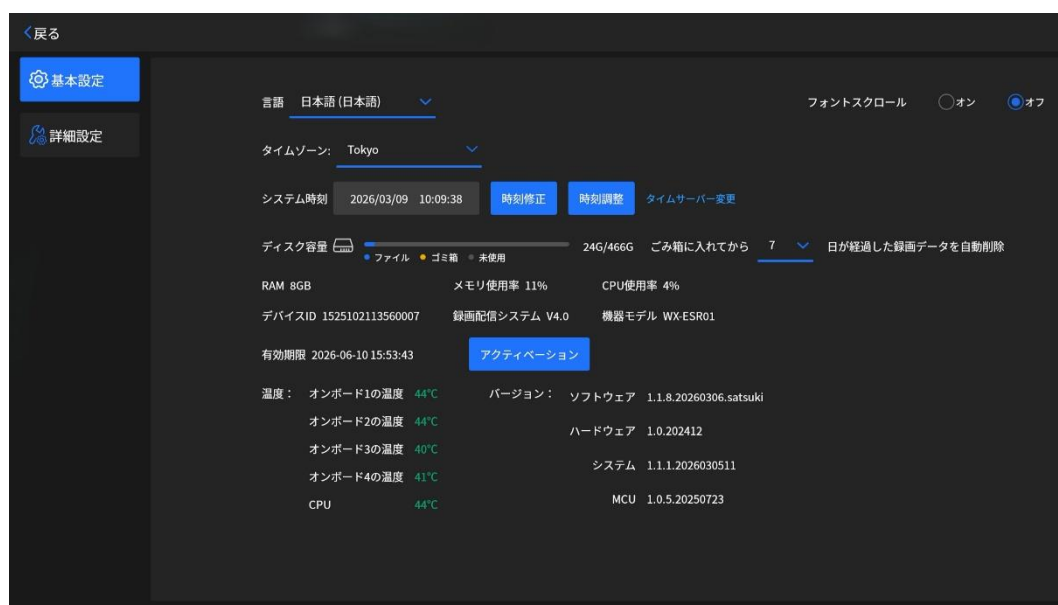 戻る
基本設定
詳細設定
言語 日本語 (日本語) フォントスクロール オン オフ
タイムゾーン: Tokyo
システム時刻 2026/03/09 10:09:38 時刻修正 時刻調整 タイムサーバー変更
ディスク容量 24G/466G ごみ箱に入れてから 7 日が経過した録画データを自動削除
ファイル ゴミ箱 未使用
RAM 8GB メモリ使用率 11% CPU使用率 4%
デバイスID 1525102113560007 録画配信システム V4.0 機器モデル WX-ESR01
有効期限 2026-06-10 15:53:43 アクティベーション
温度： オンボード1の温度 44°C バージョン： ソフトウェア 1.1.8.20260306.satsuki
オンボード2の温度 44°C
ハードウェア 1.0.202412
オンボード3の温度 40°C
システム 1.1.1.2026030511
オンボード4の温度 41°C
MCU 1.0.5.20250723
CPU 44°C